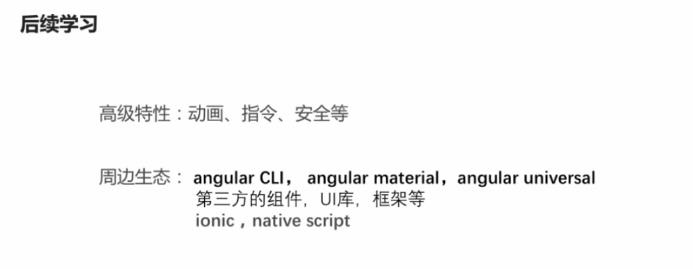 后续学习
高级特性：动画、指令、安全等
周边生态： angular CLI， angular material，angular universal
第三方的组件，UI库，框架等
ionic , native script